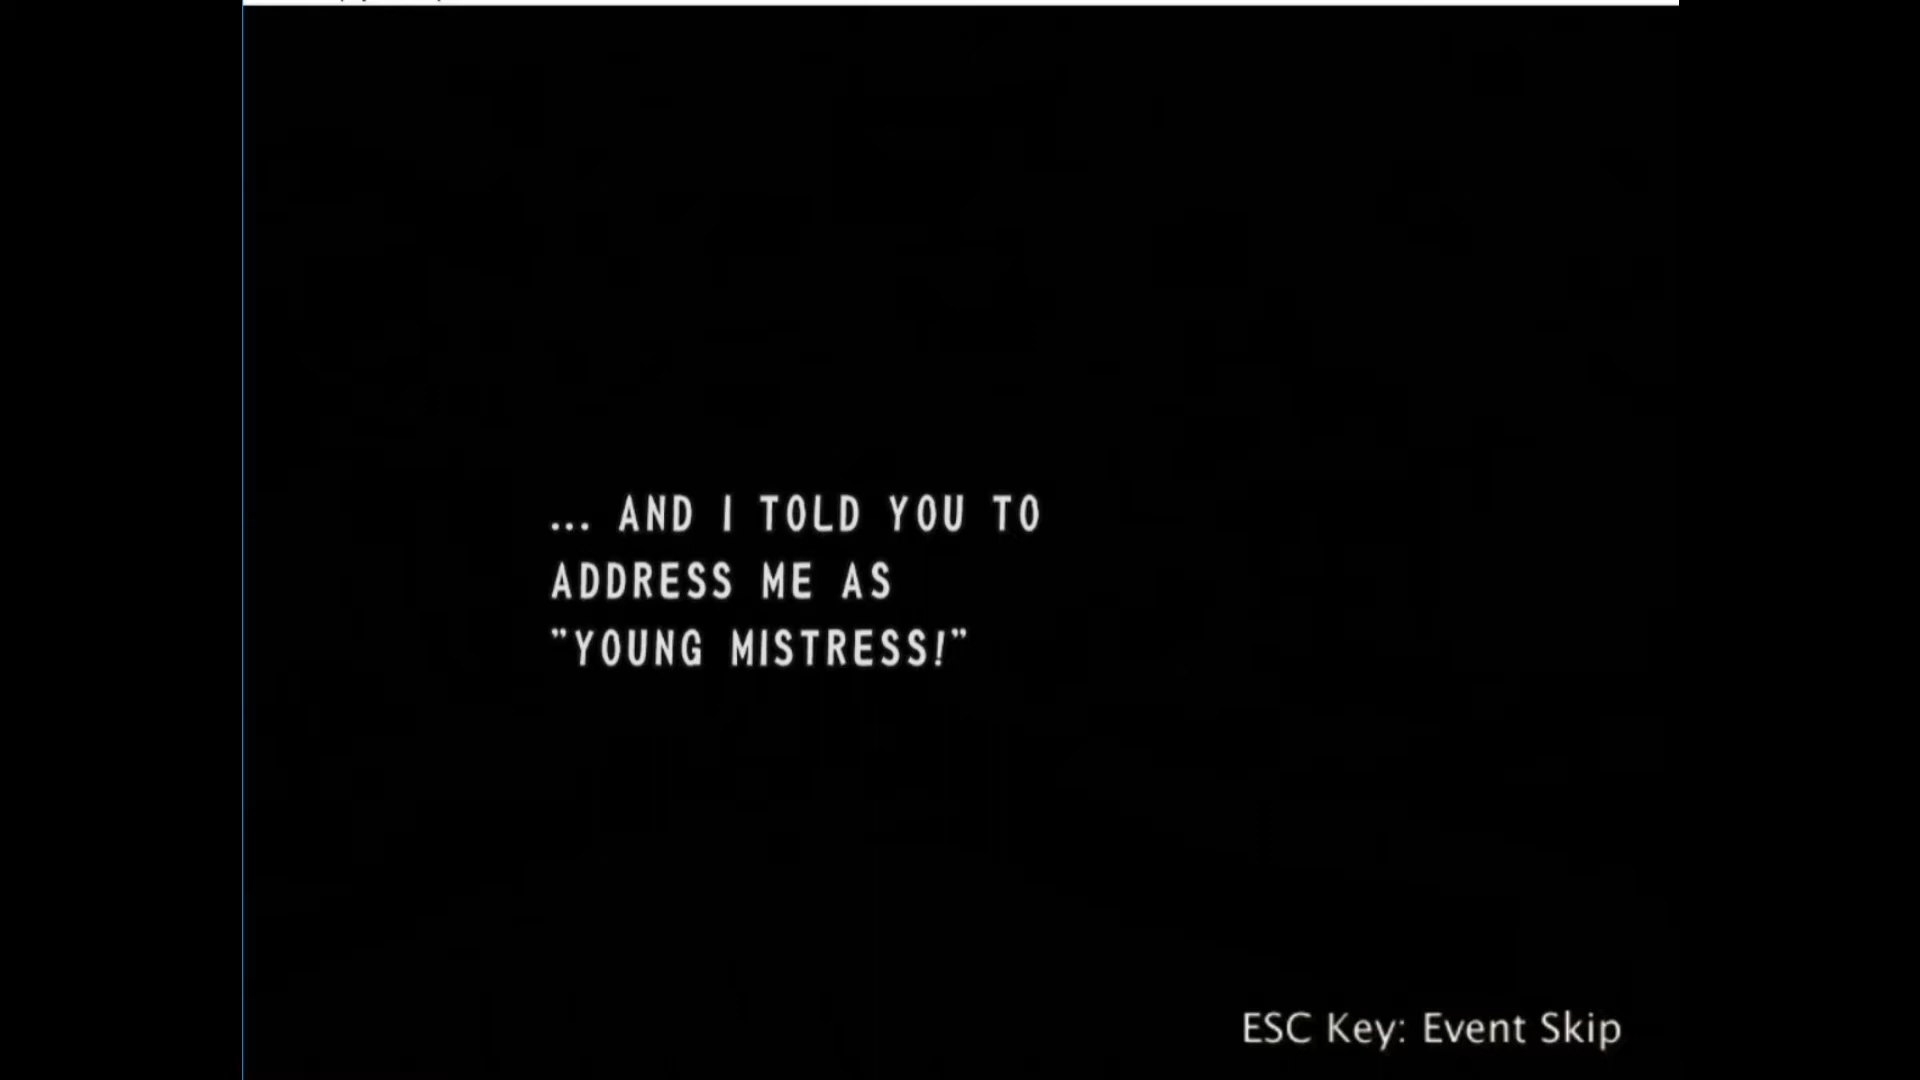 ... AND I TOLD YOU TO
ADDRESS ME AS
"YOUNG MISTRESS!"
ESC Key: Event Skip